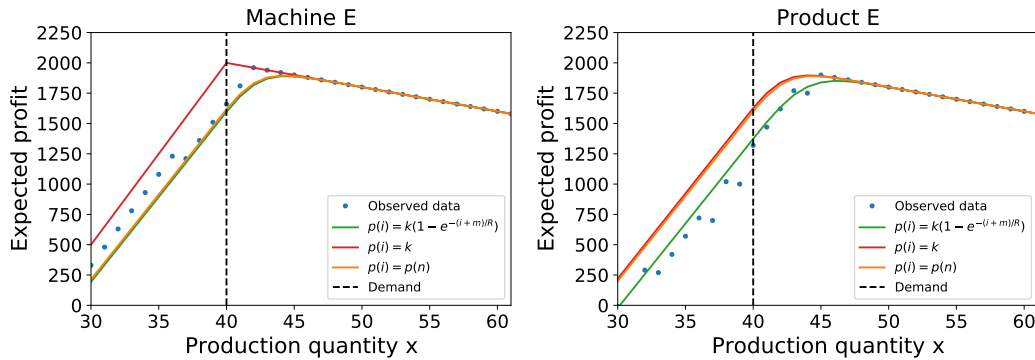 Machine E
Expected profit
2250
2000
1750
1500
1250
1000
750
500
250
0
Observed data
p(i) = k(1 − e^{−(i+m)/R})
p(i) = k
p(i) = p(n)
Demand
30 35 40 45 50 55 60
Production quantity x
Product E
Expected profit
2250
2000
1750
1500
1250
1000
750
500
250
0
Observed data
p(i) = k(1 − e^{−(i+m)/R})
p(i) = k
p(i) = p(n)
Demand
30 35 40 45 50 55 60
Production quantity x